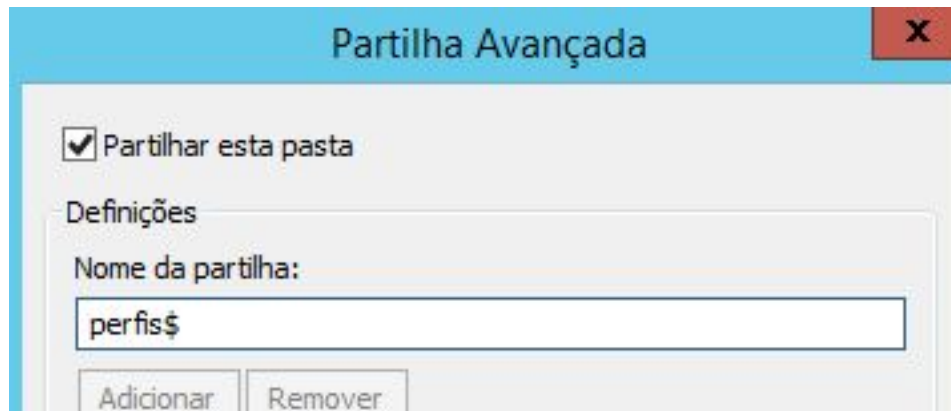 Partilha Avançada
x
Partilhar esta pasta
Definições
Nome da partilha:
perfis$
Adicionar Remover